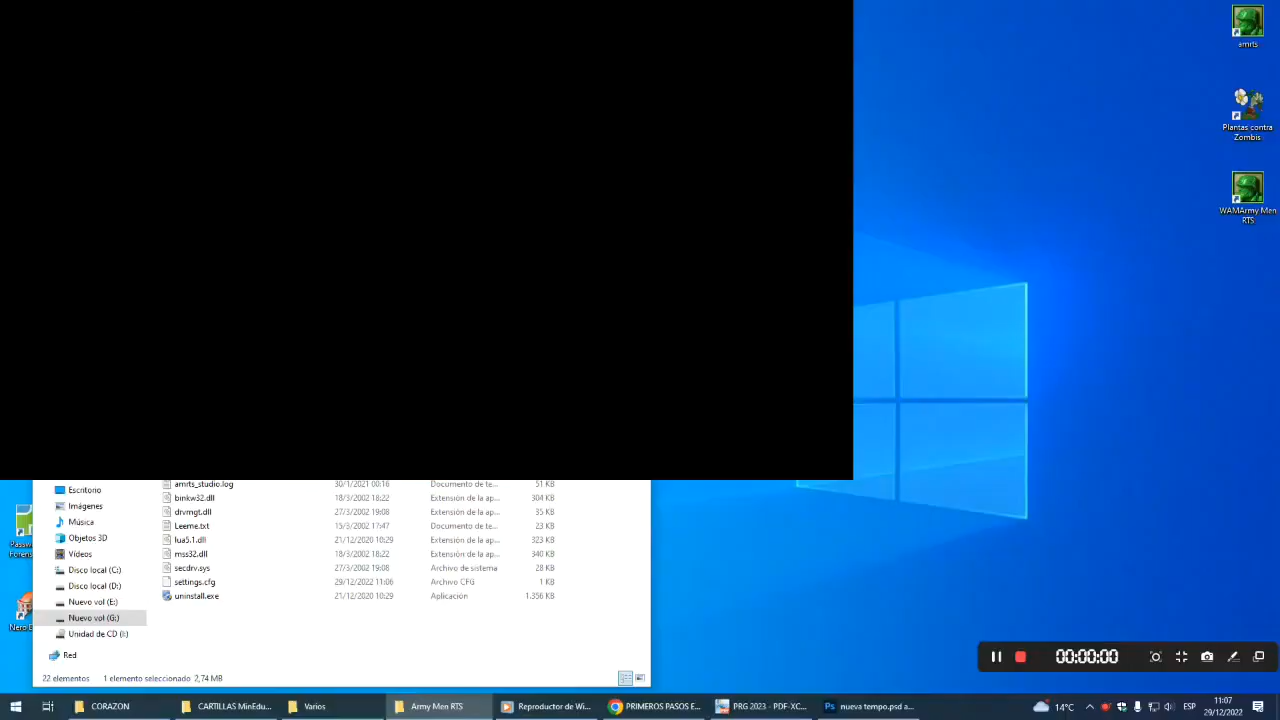 amrts
Plantas contra
Zombis
WAMArmy Men
RTS
amrts_studio.log 30/1/2021 00:16 Documento de te... 51 KB
Escritorio
binkw32.dll 18/3/2002 18:22 Extensión de la ap... 304 KB
Imágenes
drvmgt.dll 27/3/2002 19:08 Extensión de la ap... 35 KB
Música
Leeme.txt 15/3/2002 17:47 Documento de te... 23 KB
Objetos 3D
lua5.1.dll 21/12/2020 10:29 Extensión de la ap... 323 KB
Vídeos
mss32.dll 18/3/2002 18:22 Extensión de la ap... 340 KB
Disco local (C:)
secdrv.sys 27/3/2002 19:08 Archivo de sistema 28 KB
Disco local (D:)
settings.cfg 29/12/2022 11:06 Archivo CFG 1 KB
Nuevo vol (E:)
uninstall.exe 21/12/2020 10:29 Aplicación 1.356 KB
Nuevo vol (G:)
Unidad de CD (I:)
Red
22 elementos 1 elemento seleccionado 2,74 MB
00:00:00
CORAZON
CARTILLAS MinEdu...
Varios
Army Men RTS
Reproductor de Wi...
PRIMEROS PASOS E...
PRG 2023 - PDF-XC...
nueva tempo.psd a...
14°C
ESP
11:07
29/12/2022